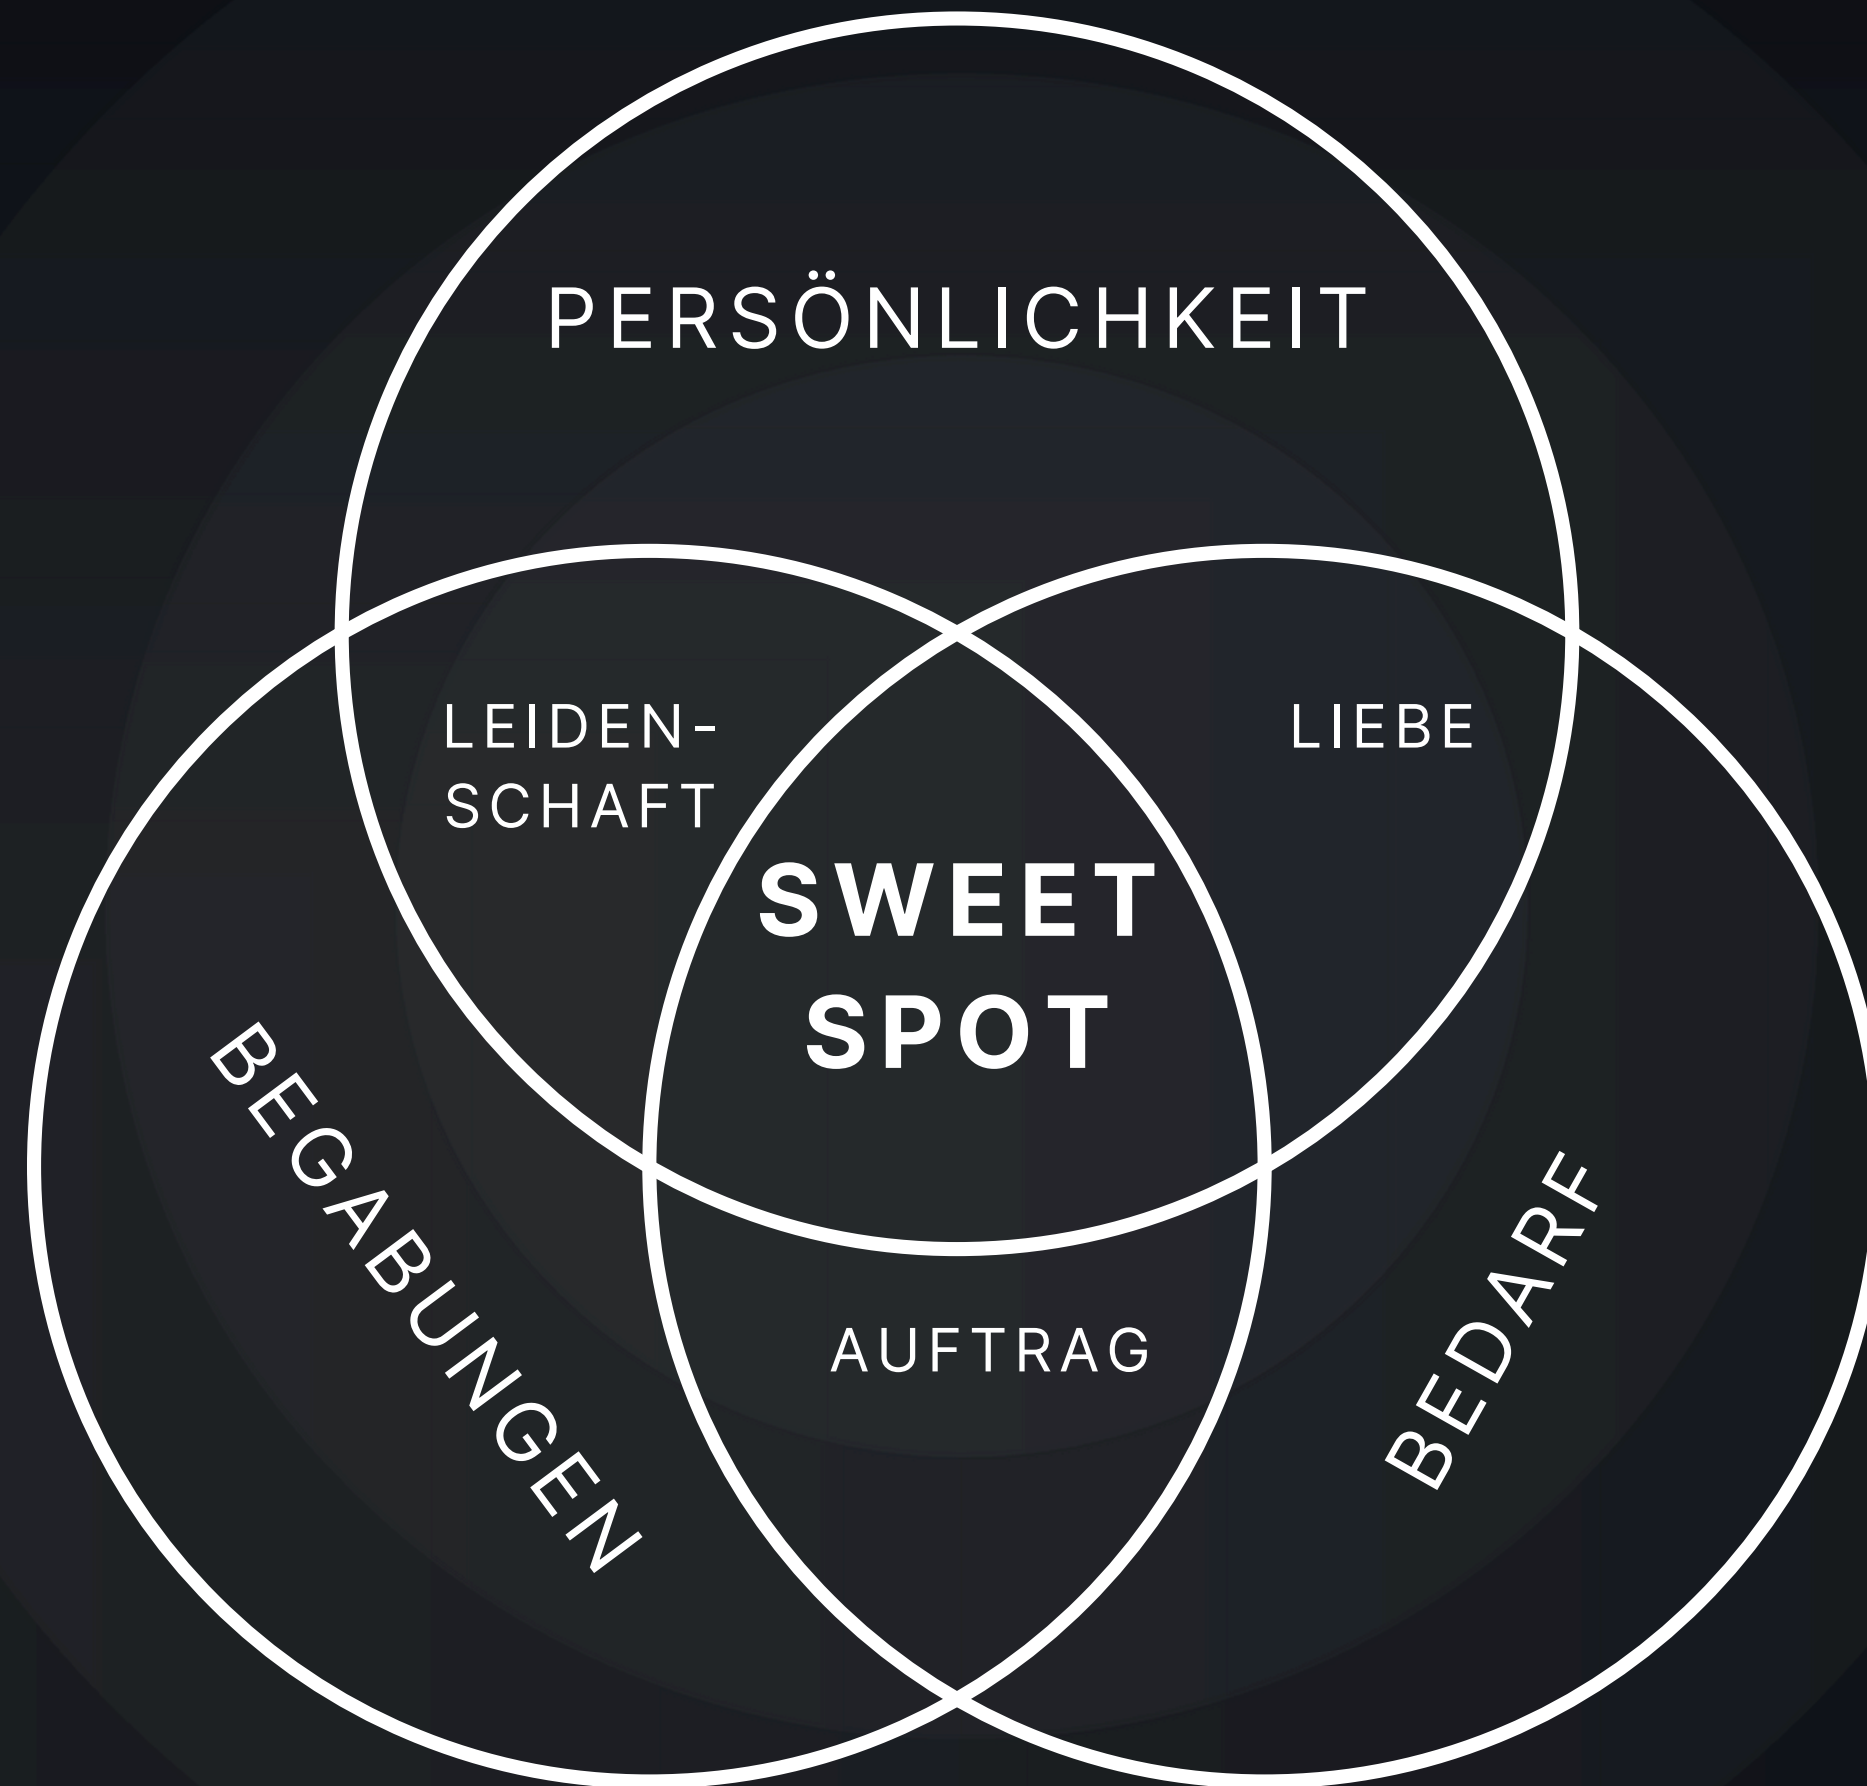 PERSÖNLICHKEIT
LEIDEN-
SCHAFT
LIEBE
SWEET
SPOT
BEGABUNGEN
BEDARF
AUFTRAG